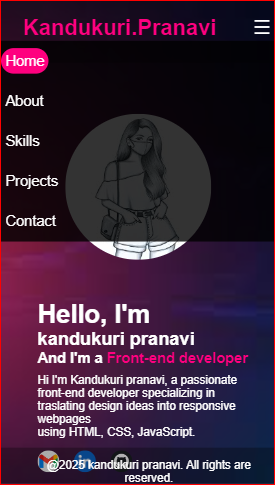 Kandukuri.Pranavi
Home
About
Skills
Projects
Contact
Hello, I'm
kandukuri pranavi
And I'm a Front-end developer
Hi I'm Kandukuri pranavi, a passionate
front-end developer specializing in
traslating design ideas into responsive
webpages
using HTML, CSS, JavaScript.
@2025 kandukuri pranavi. All rights are
reserved.